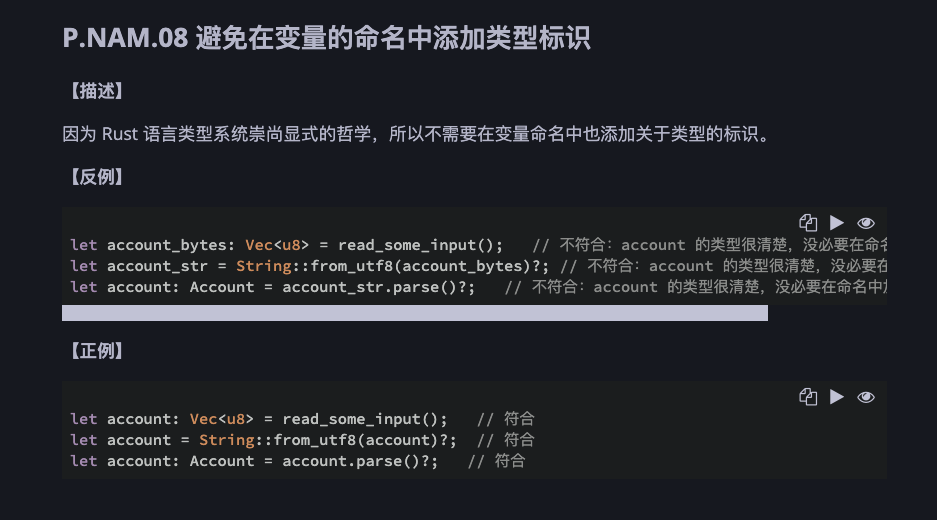 P.NAM.08 避免在变量的命名中添加类型标识
【描述】
因为 Rust 语言类型系统崇尚显式的哲学，所以不需要在变量命名中也添加关于类型的标识。
【反例】
let account_bytes: Vec<u8> = read_some_input();   // 不符合：account 的类型很清楚，没必要在命
let account_str = String::from_utf8(account_bytes)?; // 不符合：account 的类型很清楚，没必要在
let account: Account = account_str.parse()?;   // 不符合：account 的类型很清楚，没必要在命名中
【正例】
let account: Vec<u8> = read_some_input();   // 符合
let account = String::from_utf8(account)?;  // 符合
let account: Account = account.parse()?;   // 符合